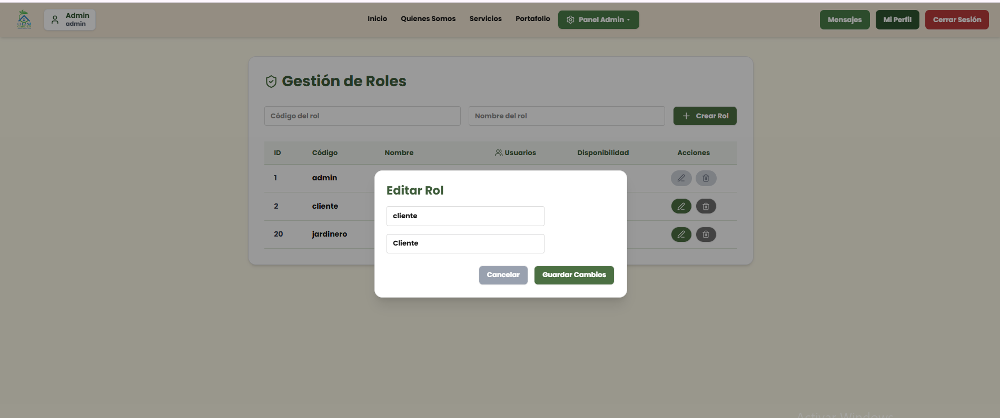 Admin
admin
Inicio Quienes Somos Servicios Portafolio Panel Admin
Mensajes Mi Perfil Cerrar Sesión
Gestión de Roles
Código del rol Nombre del rol Crear Rol
ID Código Nombre Usuarios Disponibilidad Acciones
1 admin
2 cliente
20 jardinero
Editar Rol
cliente
Cliente
Cancelar Guardar Cambios
Activar Windows